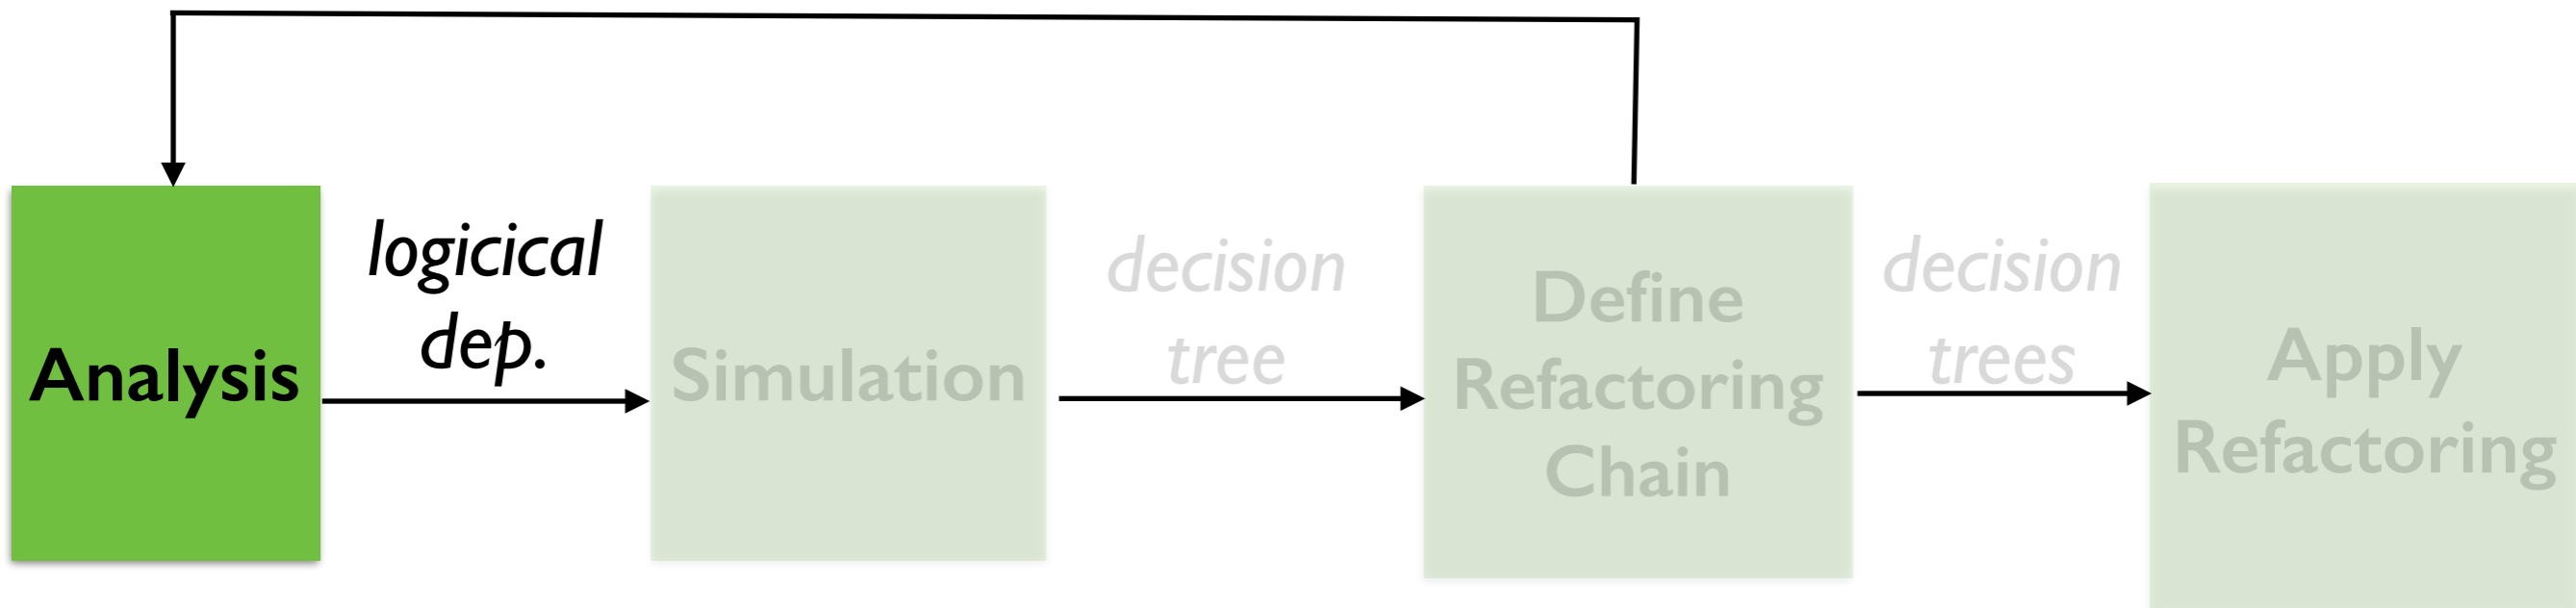 Analysis
logicical
dep.
Simulation
decision
tree
Define
Refactoring
Chain
decision
trees
Apply
Refactoring